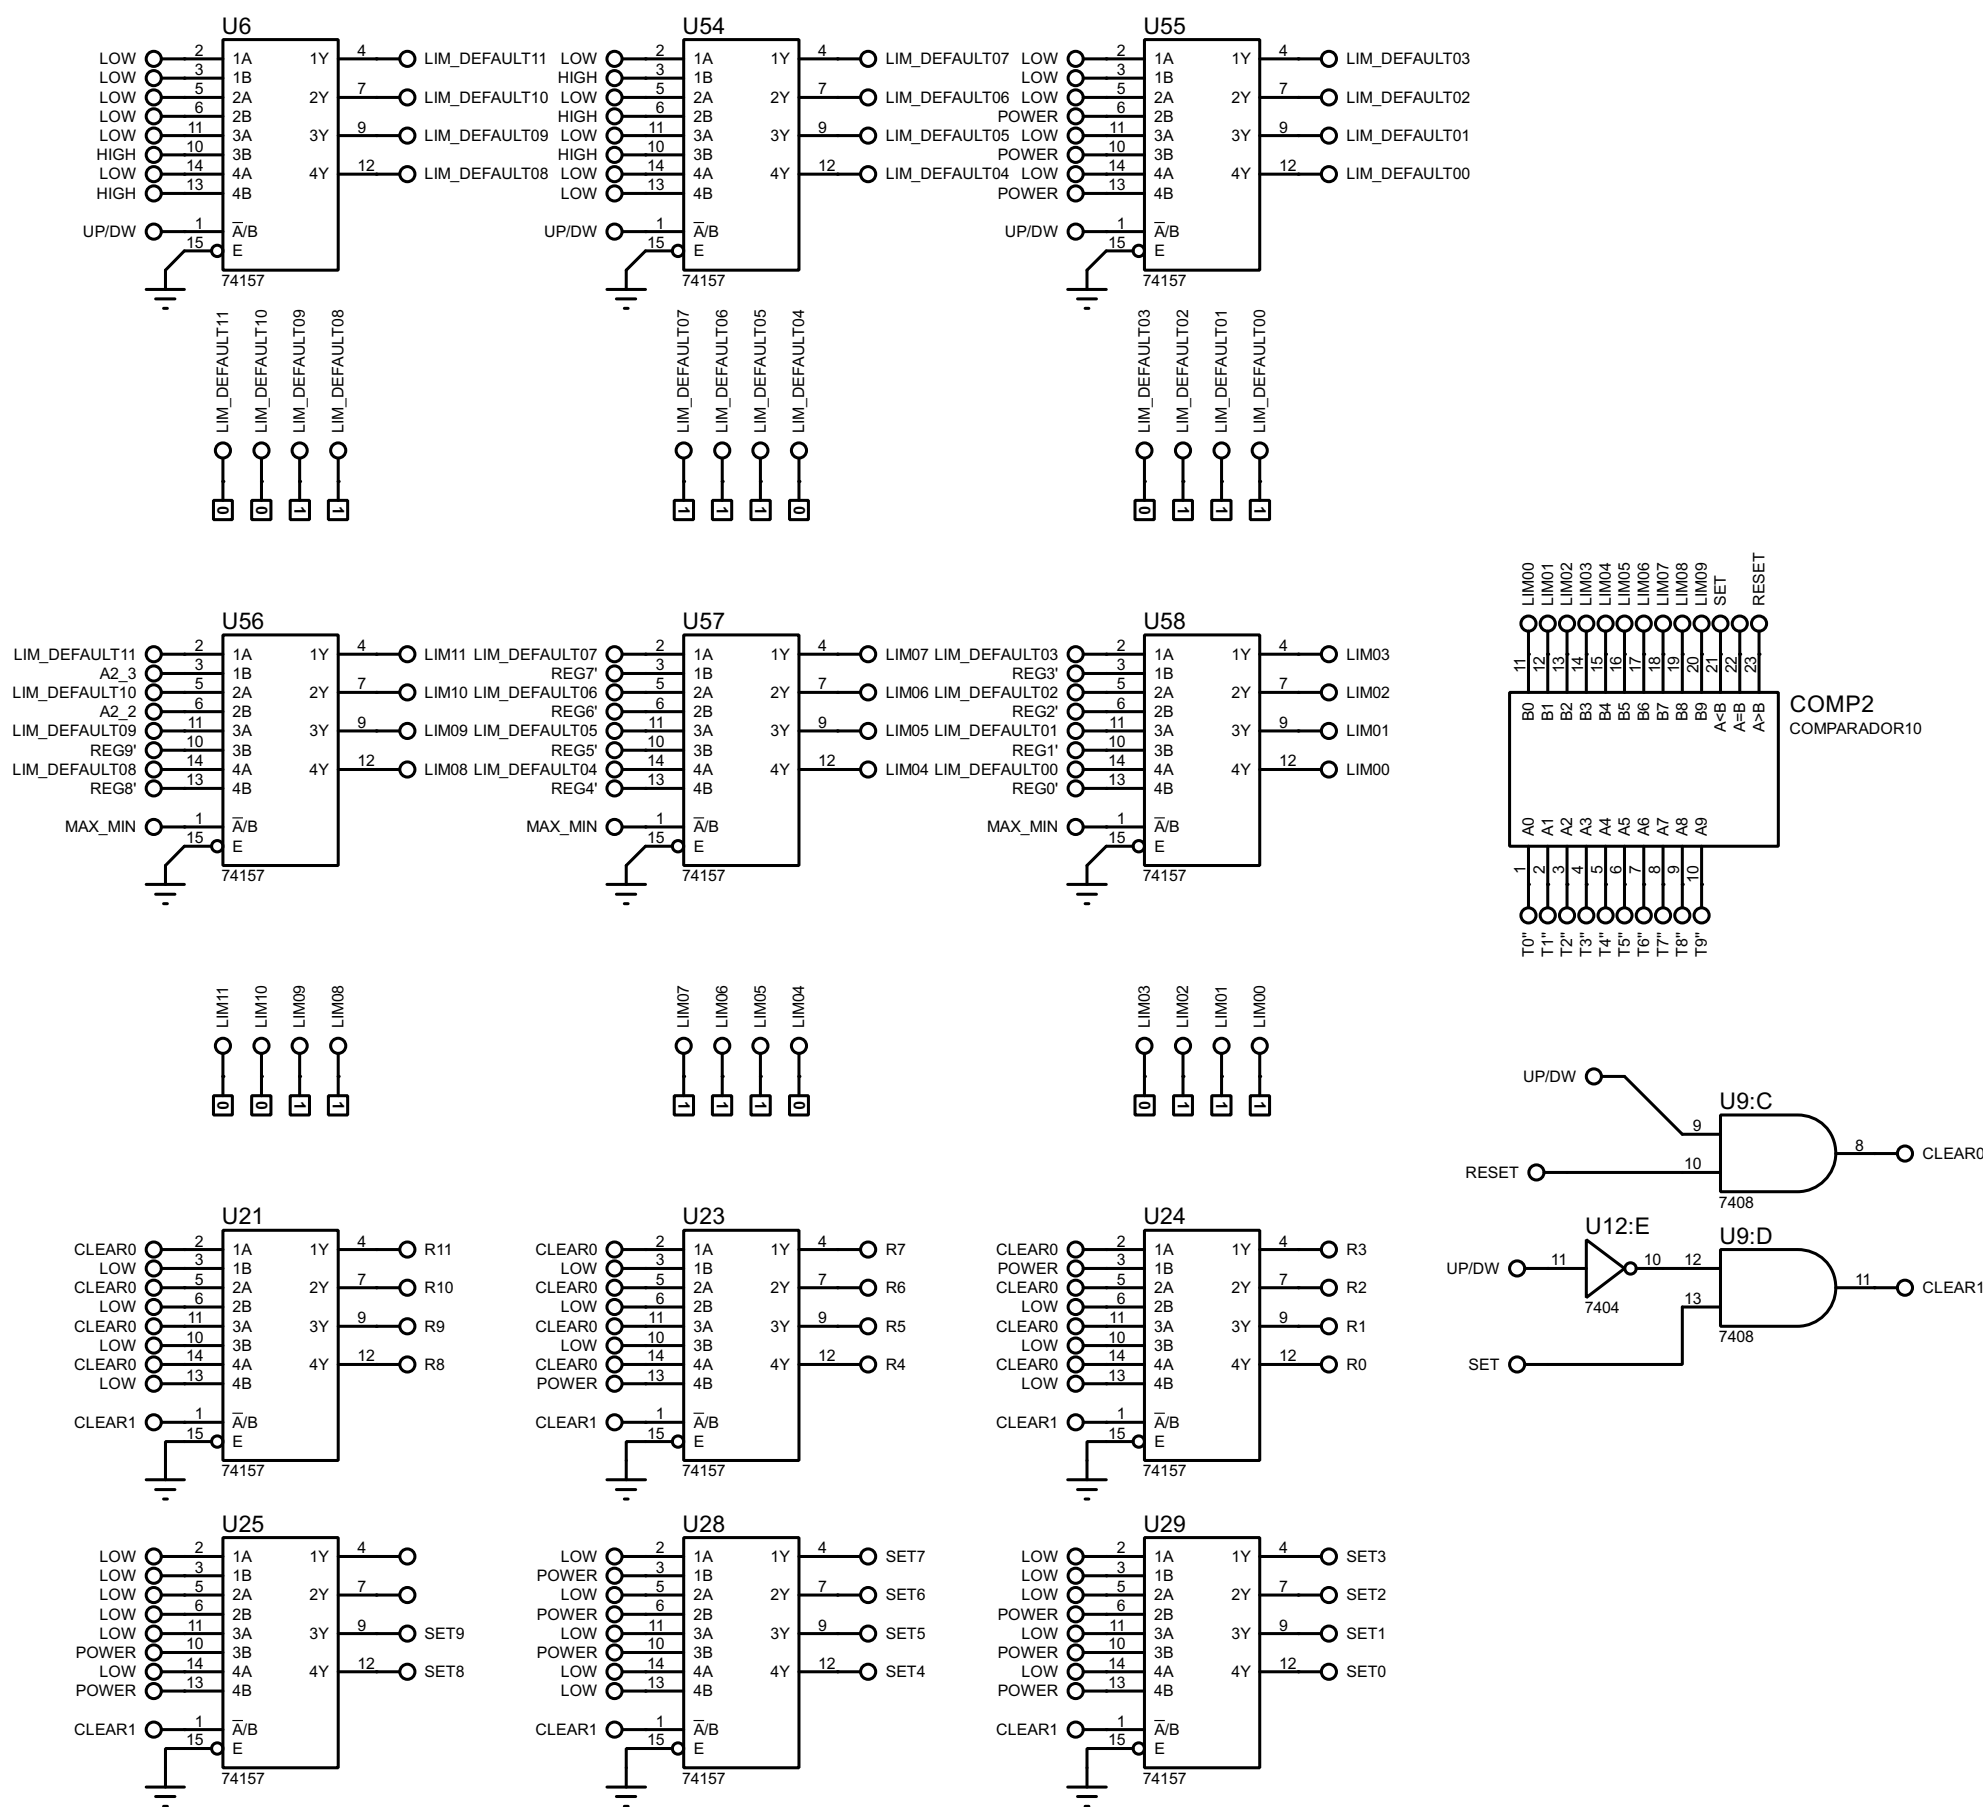 U6
LOW 2 1A 1Y 4 LIM_DEFAULT11
LOW 3 1B
LOW 5 2A 2Y 7 LIM_DEFAULT10
LOW 6 2B
LOW 11 3A 3Y 9 LIM_DEFAULT09
HIGH 10 3B
LOW 14 4A 4Y 12 LIM_DEFAULT08
HIGH 13 4B
UP/DW 1 A/B
15 E
74157
U54
LOW 2 1A 1Y 4 LIM_DEFAULT07
HIGH 3 1B
LOW 5 2A 2Y 7 LIM_DEFAULT06
HIGH 6 2B
LOW 11 3A 3Y 9 LIM_DEFAULT05
HIGH 10 3B
LOW 14 4A 4Y 12 LIM_DEFAULT04
LOW 13 4B
UP/DW 1 A/B
15 E
74157
U55
LOW 2 1A 1Y 4 LIM_DEFAULT03
LOW 3 1B
LOW 5 2A 2Y 7 LIM_DEFAULT02
POWER 6 2B
LOW 11 3A 3Y 9 LIM_DEFAULT01
POWER 10 3B
LOW 14 4A 4Y 12 LIM_DEFAULT00
POWER 13 4B
UP/DW 1 A/B
15 E
74157
LIM_DEFAULT11 0
LIM_DEFAULT10 0
LIM_DEFAULT09 1
LIM_DEFAULT08 1
LIM_DEFAULT07 1
LIM_DEFAULT06 1
LIM_DEFAULT05 1
LIM_DEFAULT04 0
LIM_DEFAULT03 0
LIM_DEFAULT02 1
LIM_DEFAULT01 1
LIM_DEFAULT00 1
U56
LIM_DEFAULT11 2 1A 1Y 4 LIM11
A2_3 3 1B
LIM_DEFAULT10 5 2A 2Y 7 LIM10
A2_2 6 2B
LIM_DEFAULT09 11 3A 3Y 9 LIM09
REG9' 10 3B
LIM_DEFAULT08 14 4A 4Y 12 LIM08
REG8' 13 4B
MAX_MIN 1 A/B
15 E
74157
U57
LIM_DEFAULT07 2 1A 1Y 4 LIM07
REG7' 3 1B
LIM_DEFAULT06 5 2A 2Y 7 LIM06
REG6' 6 2B
LIM_DEFAULT05 11 3A 3Y 9 LIM05
REG5' 10 3B
LIM_DEFAULT04 14 4A 4Y 12 LIM04
REG4' 13 4B
MAX_MIN 1 A/B
15 E
74157
U58
LIM_DEFAULT03 2 1A 1Y 4 LIM03
REG3' 3 1B
LIM_DEFAULT02 5 2A 2Y 7 LIM02
REG2' 6 2B
LIM_DEFAULT01 11 3A 3Y 9 LIM01
REG1' 10 3B
LIM_DEFAULT00 14 4A 4Y 12 LIM00
REG0' 13 4B
MAX_MIN 1 A/B
15 E
74157
LIM00 11 B0
LIM01 12 B1
LIM02 13 B2
LIM03 14 B3
LIM04 15 B4
LIM05 16 B5
LIM06 17 B6
LIM07 18 B7
LIM08 19 B8
LIM09 20 B9
SET 21 A<B
22 A=B
RESET 23 A>B
COMP2
COMPARADOR10
A0 1 T0"
A1 2 T1"
A2 3 T2"
A3 4 T3"
A4 5 T4"
A5 6 T5"
A6 7 T6"
A7 8 T7"
A8 9 T8"
A9 10 T9"
LIM11 0
LIM10 0
LIM09 1
LIM08 1
LIM07 1
LIM06 1
LIM05 1
LIM04 0
LIM03 0
LIM02 1
LIM01 1
LIM00 1
UP/DW 9 U9:C
8 CLEAR0
RESET 10
7408
U12:E
UP/DW 11 10
7404
U9:D
12
13 11 CLEAR1
7408
SET
U21
CLEAR0 2 1A 1Y 4 R11
LOW 3 1B
CLEAR0 5 2A 2Y 7 R10
LOW 6 2B
CLEAR0 11 3A 3Y 9 R9
LOW 10 3B
CLEAR0 14 4A 4Y 12 R8
LOW 13 4B
CLEAR1 1 A/B
15 E
74157
U23
CLEAR0 2 1A 1Y 4 R7
LOW 3 1B
CLEAR0 5 2A 2Y 7 R6
LOW 6 2B
CLEAR0 11 3A 3Y 9 R5
LOW 10 3B
CLEAR0 14 4A 4Y 12 R4
POWER 13 4B
CLEAR1 1 A/B
15 E
74157
U24
CLEAR0 2 1A 1Y 4 R3
POWER 3 1B
CLEAR0 5 2A 2Y 7 R2
LOW 6 2B
CLEAR0 11 3A 3Y 9 R1
LOW 10 3B
CLEAR0 14 4A 4Y 12 R0
LOW 13 4B
CLEAR1 1 A/B
15 E
74157
U25
LOW 2 1A 1Y 4
LOW 3 1B
LOW 5 2A 2Y 7
LOW 6 2B
LOW 11 3A 3Y 9 SET9
POWER 10 3B
LOW 14 4A 4Y 12 SET8
POWER 13 4B
CLEAR1 1 A/B
15 E
74157
U28
LOW 2 1A 1Y 4 SET7
POWER 3 1B
LOW 5 2A 2Y 7 SET6
POWER 6 2B
LOW 11 3A 3Y 9 SET5
POWER 10 3B
LOW 14 4A 4Y 12 SET4
LOW 13 4B
CLEAR1 1 A/B
15 E
74157
U29
LOW 2 1A 1Y 4 SET3
LOW 3 1B
LOW 5 2A 2Y 7 SET2
POWER 6 2B
LOW 11 3A 3Y 9 SET1
POWER 10 3B
LOW 14 4A 4Y 12 SET0
POWER 13 4B
CLEAR1 1 A/B
15 E
74157